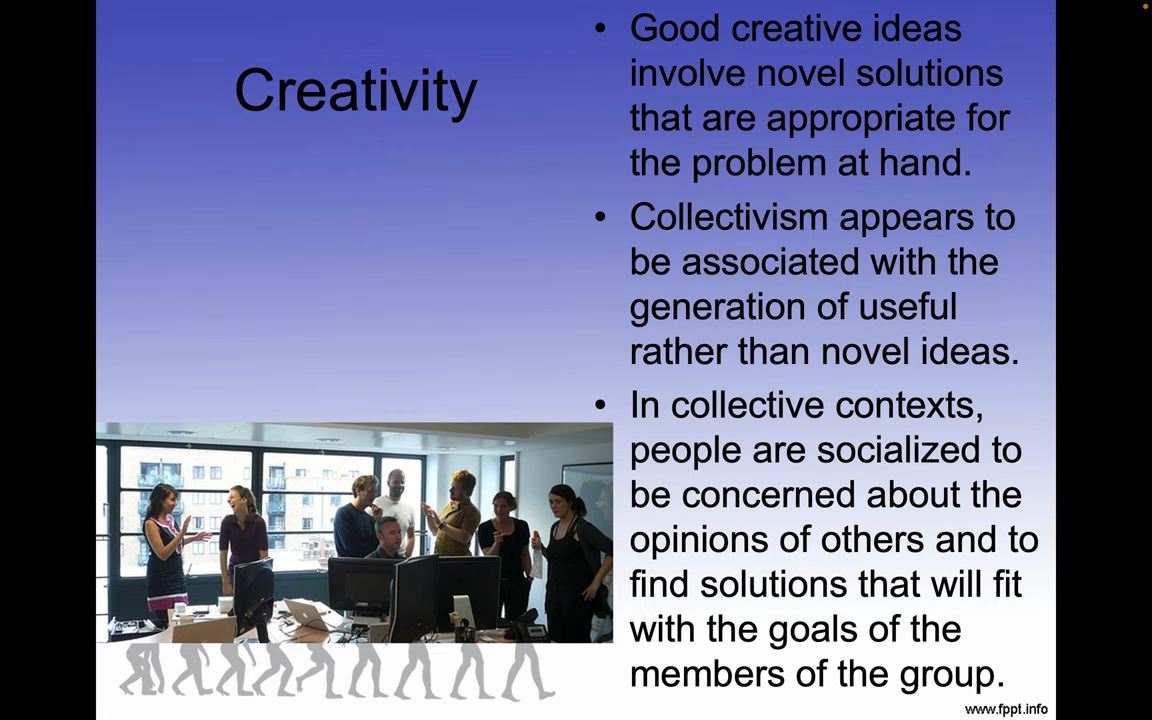 Creativity
• Good creative ideas
involve novel solutions
that are appropriate for
the problem at hand.
• Collectivism appears to
be associated with the
generation of useful
rather than novel ideas.
• In collective contexts,
people are socialized to
be concerned about the
opinions of others and to
find solutions that will fit
with the goals of the
members of the group.
www.fppt.info